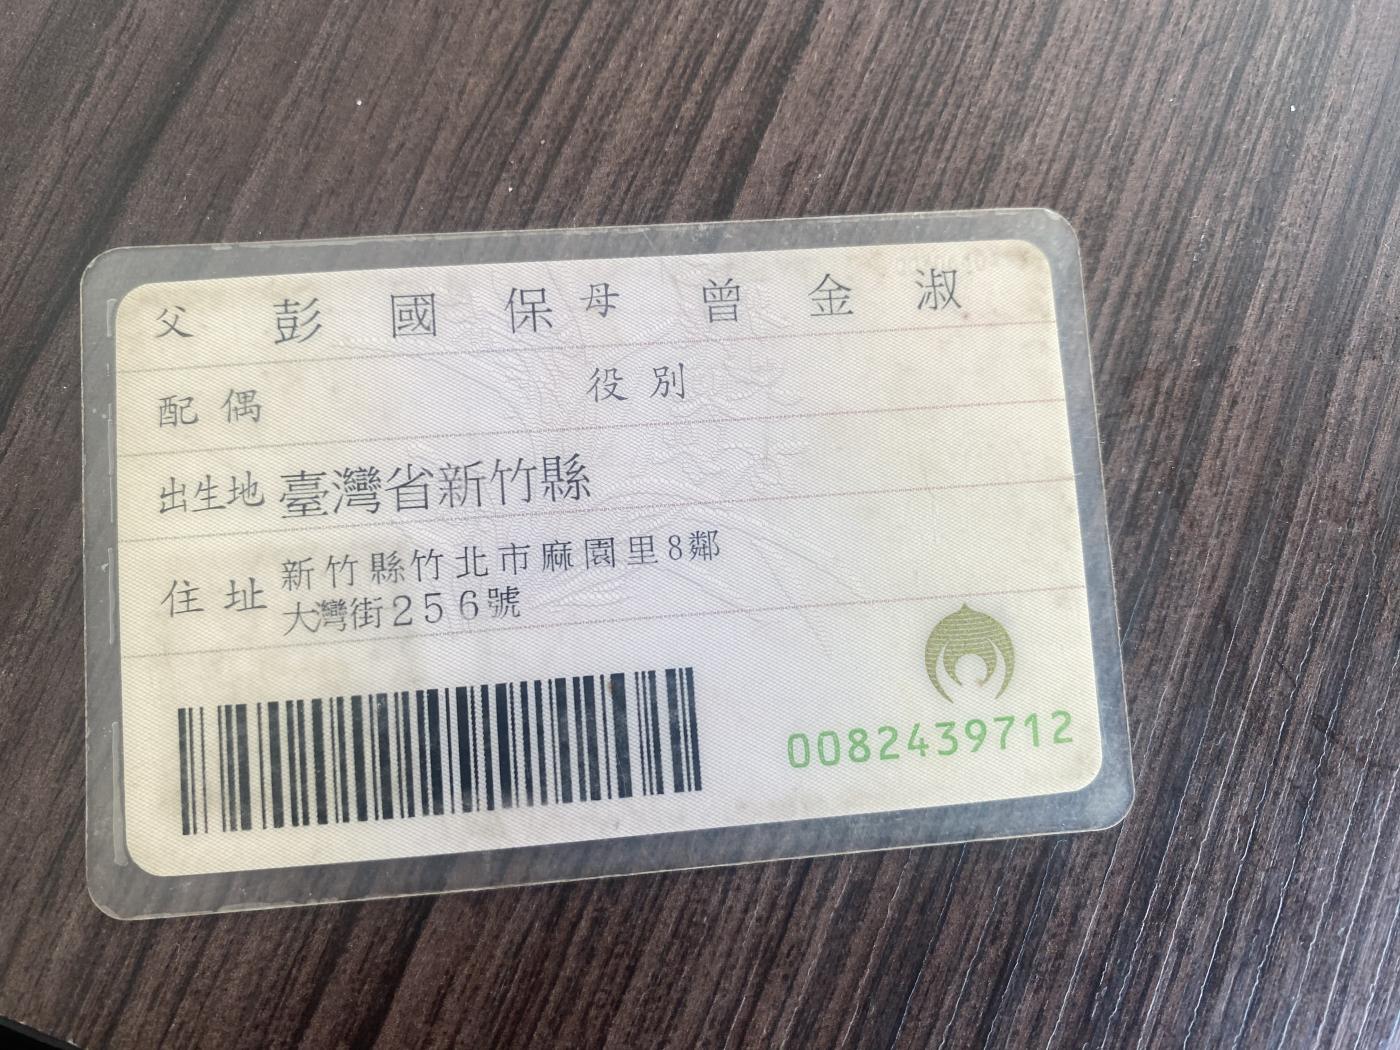 父 彭國保 母 曾金淑
配偶 役別
出生地 臺灣省新竹縣
住址 新竹縣竹北市麻園里8鄰
大灣街256號
0082439712